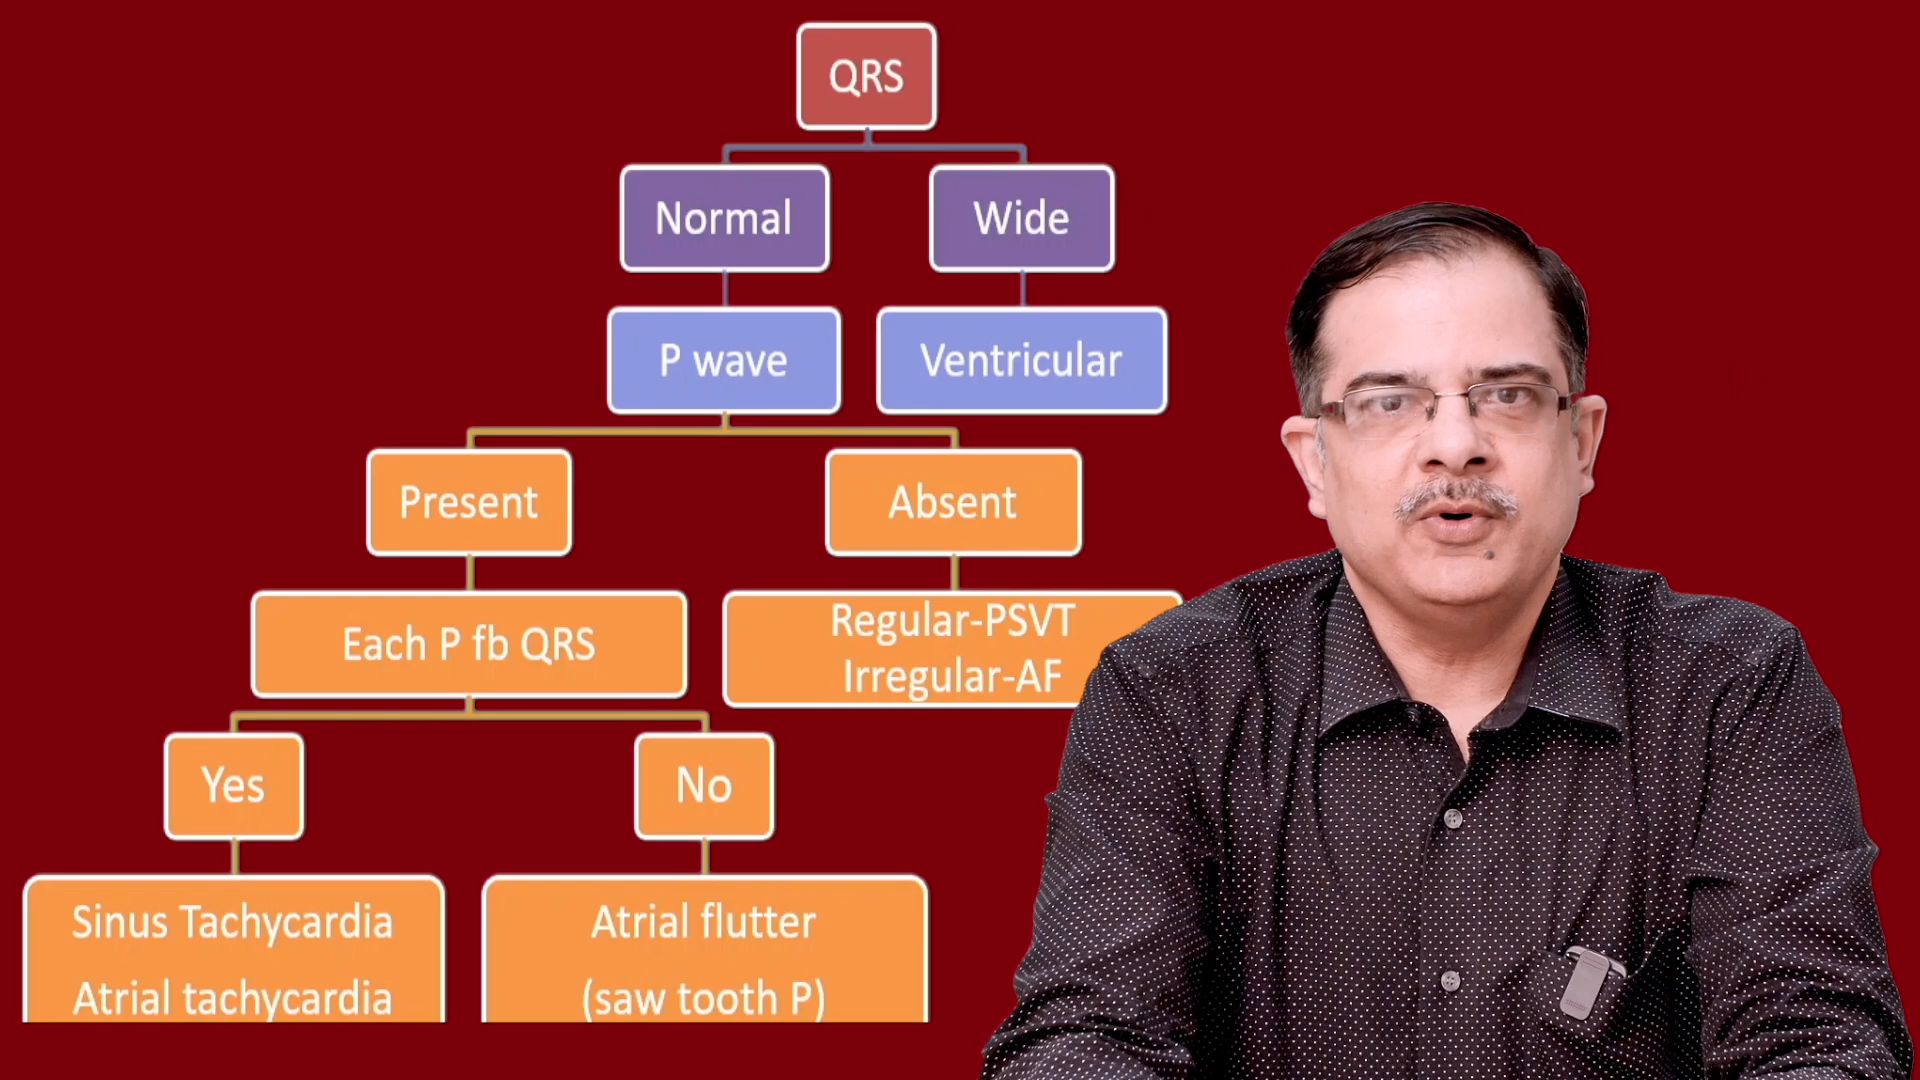 QRS
Normal
Wide
P wave
Ventricular
Present
Absent
Each P fb QRS
Regular-PSVT
Irregular-AF
Yes
No
Sinus Tachycardia
Atrial tachycardia
Atrial flutter
(saw tooth P)